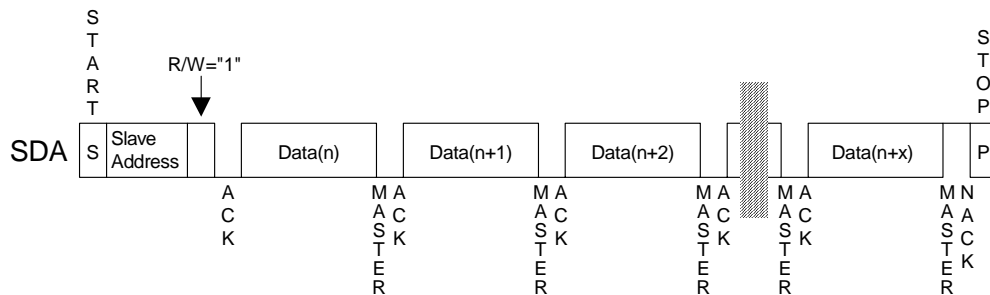 START
STOP
R/W="1"
SDA
S
Slave
Address
Data(n)
Data(n+1)
Data(n+2)
Data(n+x)
P
ACK
MASTER
ACK
MASTER
ACK
MASTER
ACK
MASTER
ACK
MASTER
NACK